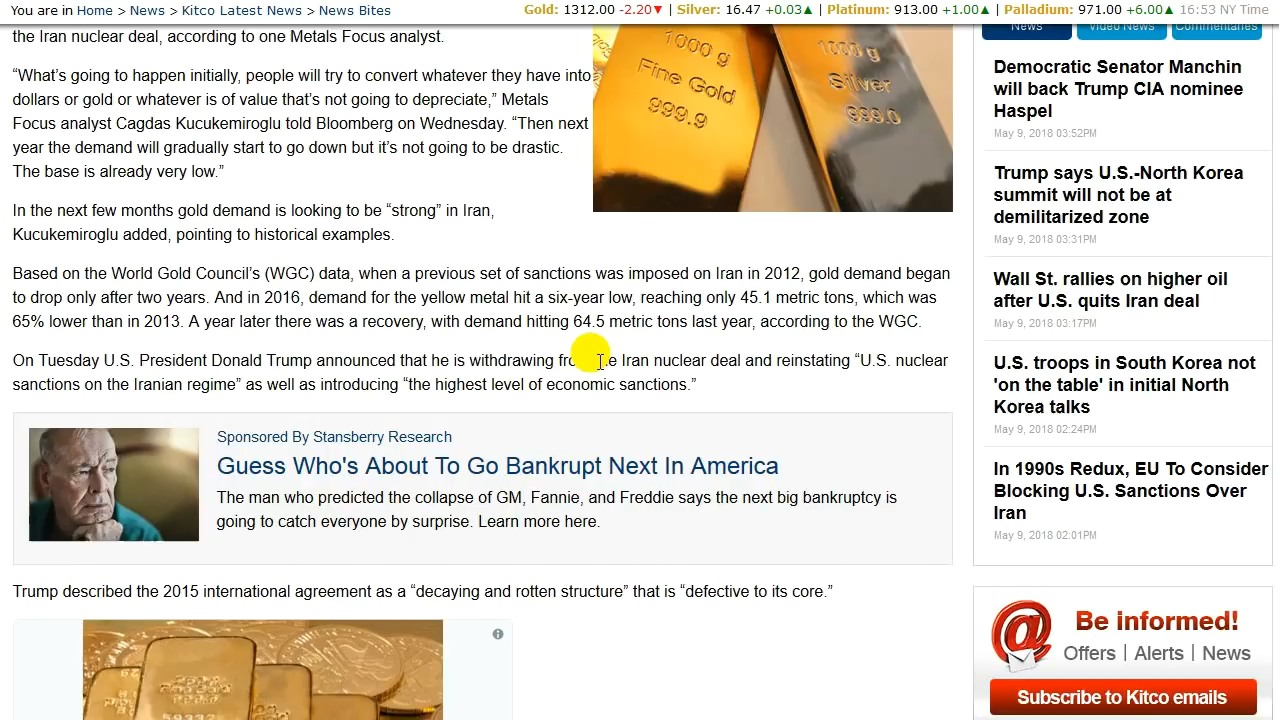 You are in Home > News > Kitco Latest News > News Bites
Gold: 1312.00 -2.20▼ | Silver: 16.47 +0.03▲ | Platinum: 913.00 +1.00▲ | Palladium: 971.00 +6.00▲ 16:53 NY Time
the Iran nuclear deal, according to one Metals Focus analyst.
“What’s going to happen initially, people will try to convert whatever they have into
dollars or gold or whatever is of value that’s not going to depreciate,” Metals
Focus analyst Cagdas Kucukemiroglu told Bloomberg on Wednesday. “Then next
year the demand will gradually start to go down but it’s not going to be drastic.
The base is already very low.”
1000 g
Fine Gold
999.9
1000 g
Silver
999.0
In the next few months gold demand is looking to be “strong” in Iran,
Kucukemiroglu added, pointing to historical examples.
Based on the World Gold Council’s (WGC) data, when a previous set of sanctions was imposed on Iran in 2012, gold demand began
to drop only after two years. And in 2016, demand for the yellow metal hit a six-year low, reaching only 45.1 metric tons, which was
65% lower than in 2013. A year later there was a recovery, with demand hitting 64.5 metric tons last year, according to the WGC.
On Tuesday U.S. President Donald Trump announced that he is withdrawing from the Iran nuclear deal and reinstating “U.S. nuclear
sanctions on the Iranian regime” as well as introducing “the highest level of economic sanctions.”
Sponsored By Stansberry Research
Guess Who's About To Go Bankrupt Next In America
The man who predicted the collapse of GM, Fannie, and Freddie says the next big bankruptcy is
going to catch everyone by surprise. Learn more here.
Trump described the 2015 international agreement as a “decaying and rotten structure” that is “defective to its core.”
News
Video News
Commentaries
Democratic Senator Manchin
will back Trump CIA nominee
Haspel
May 9, 2018 03:52PM
Trump says U.S.-North Korea
summit will not be at
demilitarized zone
May 9, 2018 03:31PM
Wall St. rallies on higher oil
after U.S. quits Iran deal
May 9, 2018 03:17PM
U.S. troops in South Korea not
'on the table' in initial North
Korea talks
May 9, 2018 02:24PM
In 1990s Redux, EU To Consider
Blocking U.S. Sanctions Over
Iran
May 9, 2018 02:01PM
Be informed!
Offers | Alerts | News
Subscribe to Kitco emails